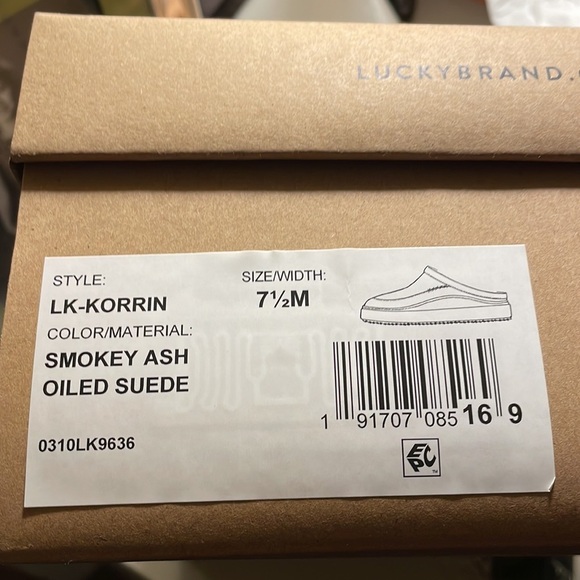 LUCKYBRAND.
STYLE:
LK-KORRIN
SIZE/WIDTH:
7½M
COLOR/MATERIAL:
SMOKEY ASH
OILED SUEDE
0310LK9636
1 91707 085 16 9
EPC
TM